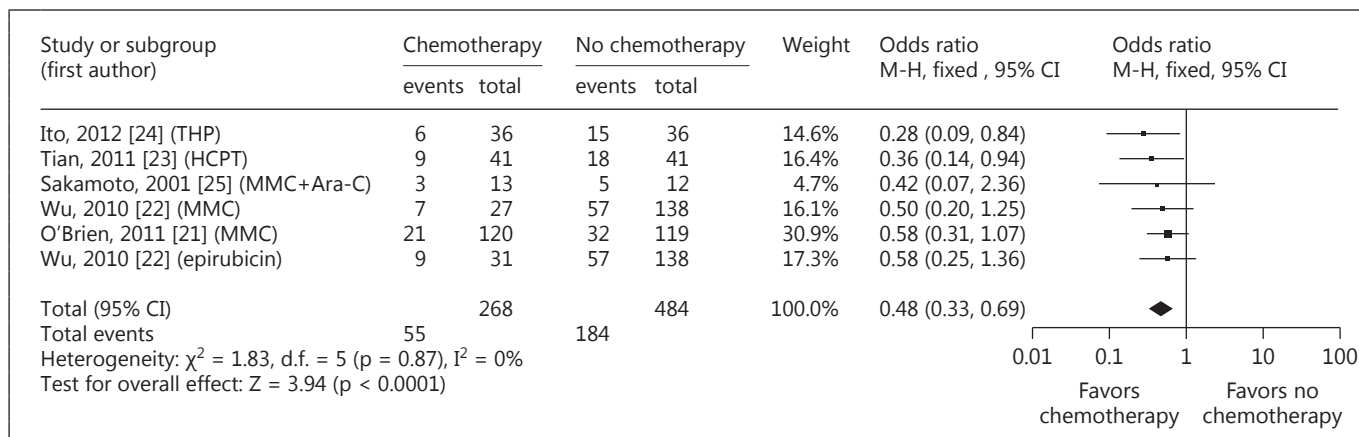 Study or subgroup (first author) Chemotherapy No chemotherapy Weight Odds ratio M-H, fixed , 95% CI Odds ratio M-H, fixed, 95% CI
events total events total
Ito, 2012 [24] (THP) 6 36 15 36 14.6% 0.28 (0.09, 0.84)
Tian, 2011 [23] (HCPT) 9 41 18 41 16.4% 0.36 (0.14, 0.94)
Sakamoto, 2001 [25] (MMC+Ara-C) 3 13 5 12 4.7% 0.42 (0.07, 2.36)
Wu, 2010 [22] (MMC) 7 27 57 138 16.1% 0.50 (0.20, 1.25)
O’Brien, 2011 [21] (MMC) 21 120 32 119 30.9% 0.58 (0.31, 1.07)
Wu, 2010 [22] (epirubicin) 9 31 57 138 17.3% 0.58 (0.25, 1.36)
Total (95% CI) 268 484 100.0% 0.48 (0.33, 0.69)
Total events 55 184
Heterogeneity: χ² = 1.83, d.f. = 5 (p = 0.87), I² = 0%
Test for overall effect: Z = 3.94 (p < 0.0001)
0.01 0.1 1 10 100
Favors chemotherapy Favors no chemotherapy